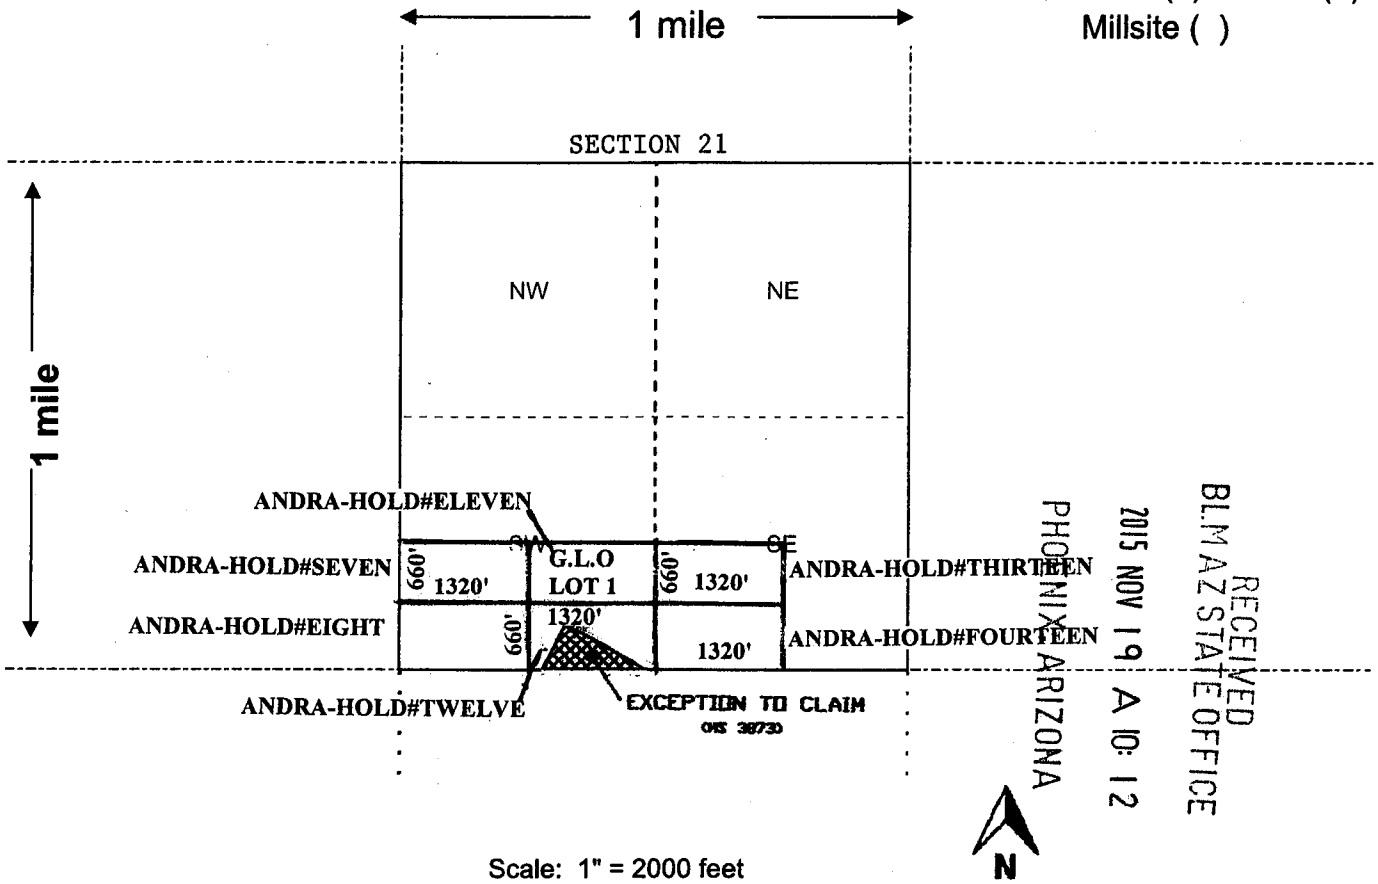 1 mile
Millsite ( )
SECTION 21
NW
NE
1 mile
ANDRA-HOLD#ELEVEN
SE
ANDRA-HOLD#SEVEN
660'
1320'
G.L.O
LOT 1
660'
1320'
ANDRA-HOLD#THIRTEEN
ANDRA-HOLD#EIGHT
660'
1320'
1320'
ANDRA-HOLD#FOURTEEN
ANDRA-HOLD#TWELVE
EXCEPTION TO CLAIM
(MS 3873)
RECEIVED
BLM AZ STATE OFFICE
2015 NOV 19 A 10: 12
PHOENIX ARIZONA
N
Scale: 1" = 2000 feet